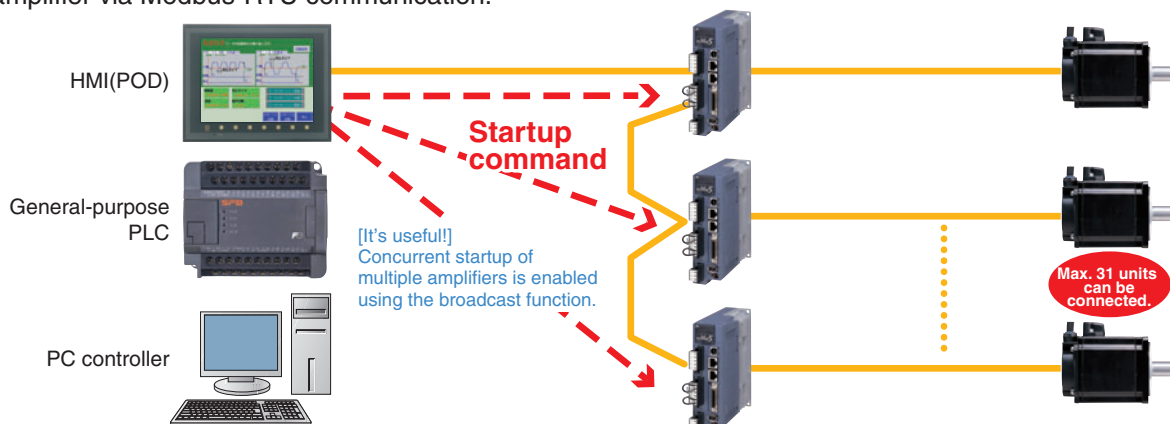 amplifier via Modbus-RTU communication.
HMI(POD)
Startup
command
General-purpose
PLC
SPB
[It's useful!]
Concurrent startup of
multiple amplifiers is enabled
using the broadcast function.
Max. 31 units
can be
connected.
PC controller